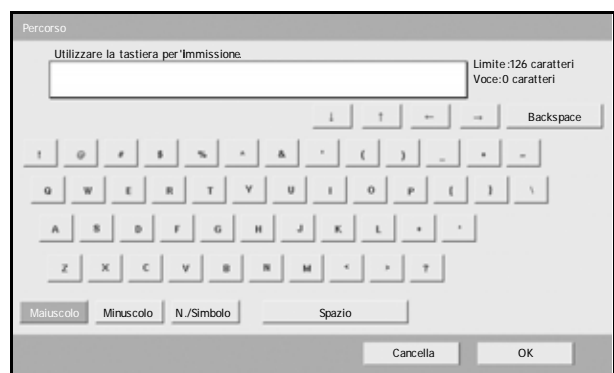 Percorso
Utilizzare la tastiera per'Immissione.
Limite:126 caratteri
Voce:0 caratteri
↓ ↑ ← → Backspace
! @ # $ % ^ & ( ) _
Q W E R T Y U I O P { } \
A S D F G H J K L
Z X C V B N M < > ?
Maiuscolo Minuscolo N./Simbolo Spazio
Cancella OK